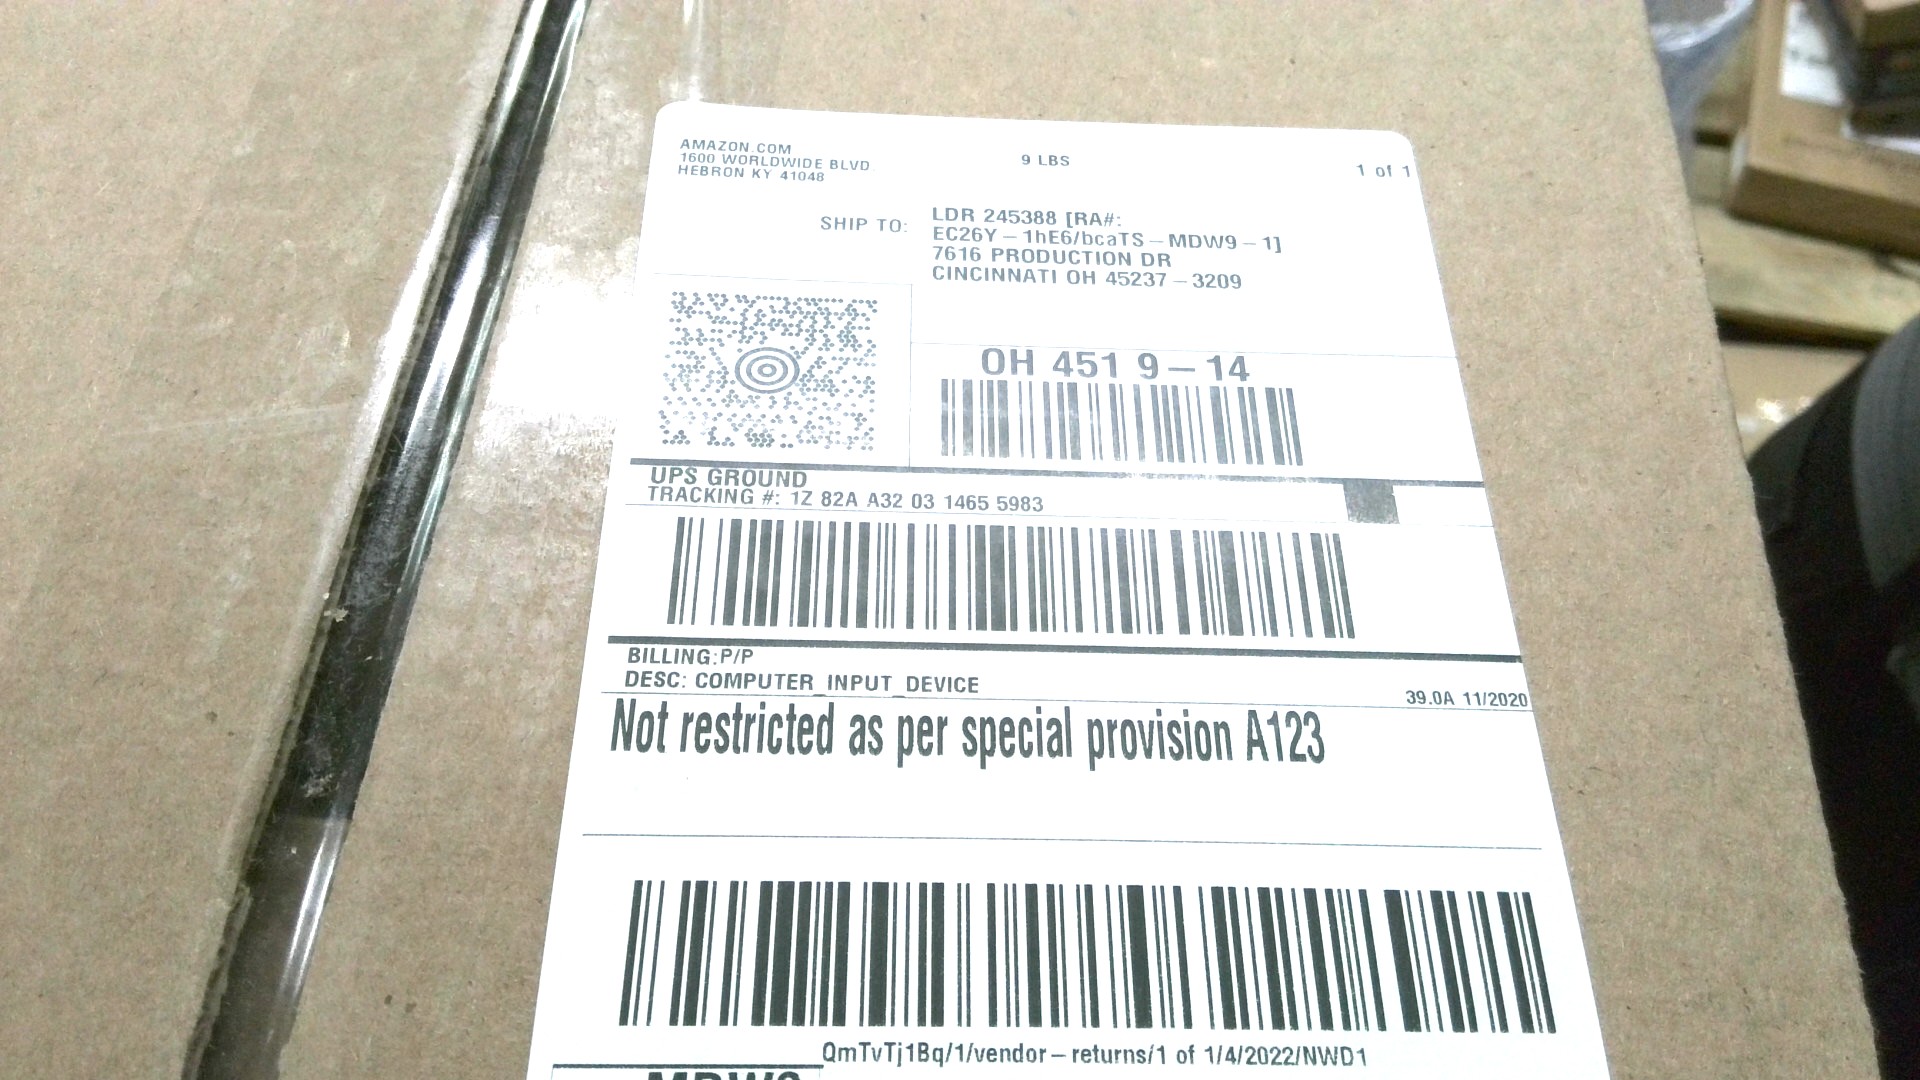 AMAZON.COM
1600 WORLDWIDE BLVD
HEBRON KY 41048
9 LBS
1 of 1
SHIP TO:
LDR 245388 [RA#:
EC26Y-1hE6/bcaTS-MDW9-1]
7616 PRODUCTION DR
CINCINNATI OH 45237-3209
OH 451 9-14
UPS GROUND
TRACKING #: 1Z 82A A32 03 1465 5983
BILLING:P/P
DESC: COMPUTER_INPUT_DEVICE
39.0A 11/2020
Not restricted as per special provision A123
QmTvTj1Bq/1/vendor-returns/1 of 1/4/2022/NWD1